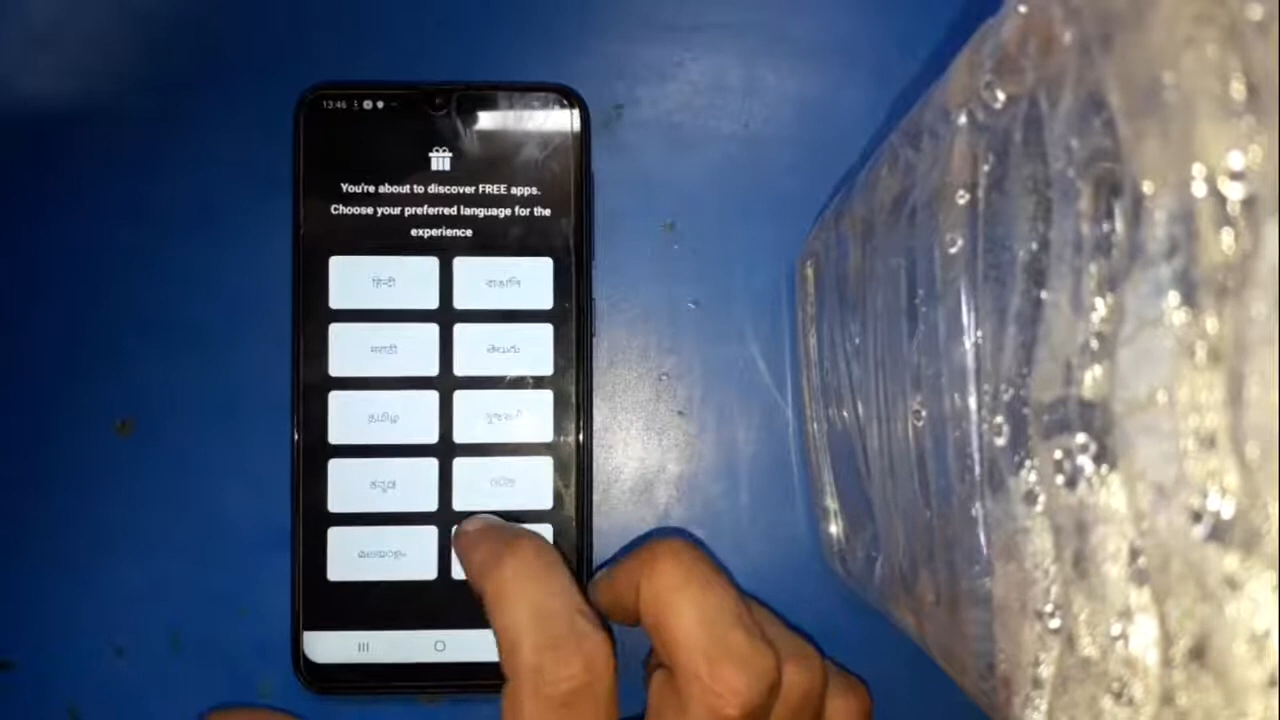 13:46
You're about to discover FREE apps.
Choose your preferred language for the
experience
हिन्दी
বাঙালি
मराठी
తెలుగు
தமிழ்
ગુજરાતી
ಕನ್ನಡ
മലയാളം